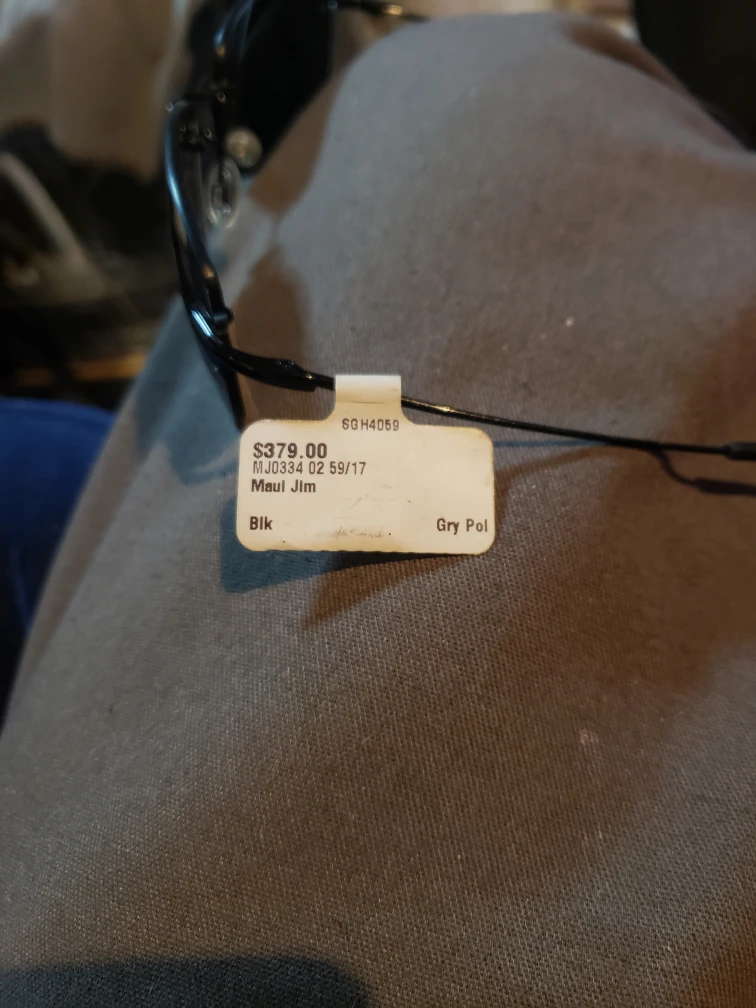 SGH4059
$379.00
MJ0334 02 59/17
Maui Jim
Blk Gry Pol